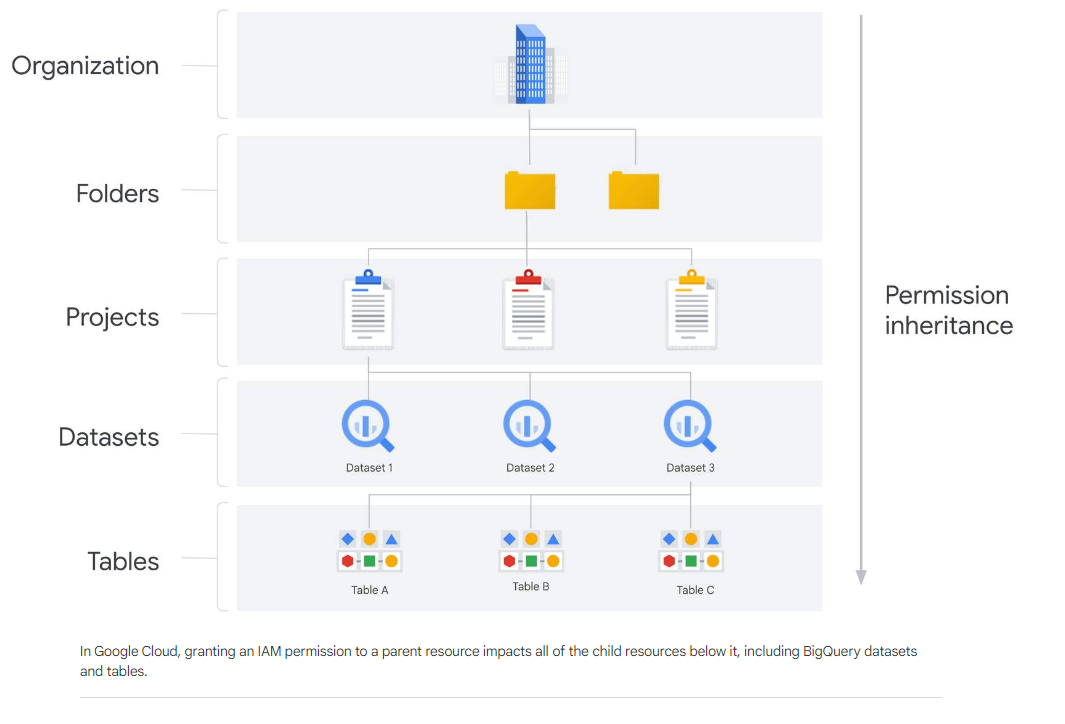 Organization
Folders
Projects
Permission
inheritance
Datasets
Dataset 1
Dataset 2
Dataset 3
Tables
Table A
Table B
Table C
In Google Cloud, granting an IAM permission to a parent resource impacts all of the child resources below it, including BigQuery datasets
and tables.